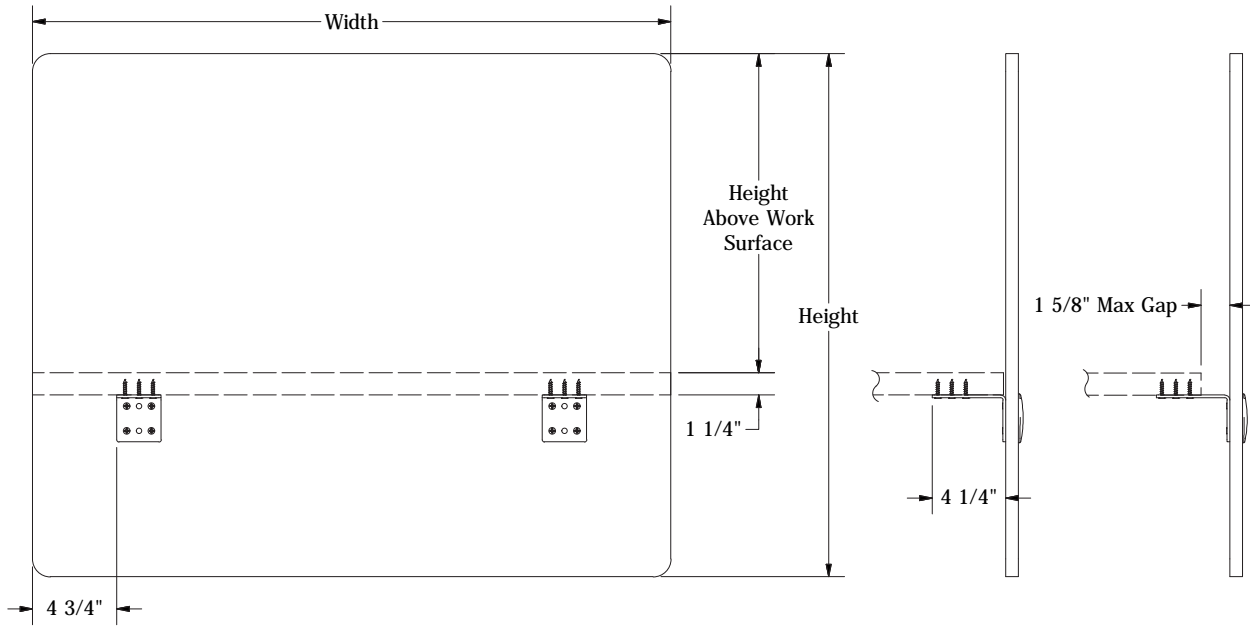 Width
Height
Above Work
Surface
Height
1 5/8" Max Gap
1 1/4"
4 1/4"
4 3/4"